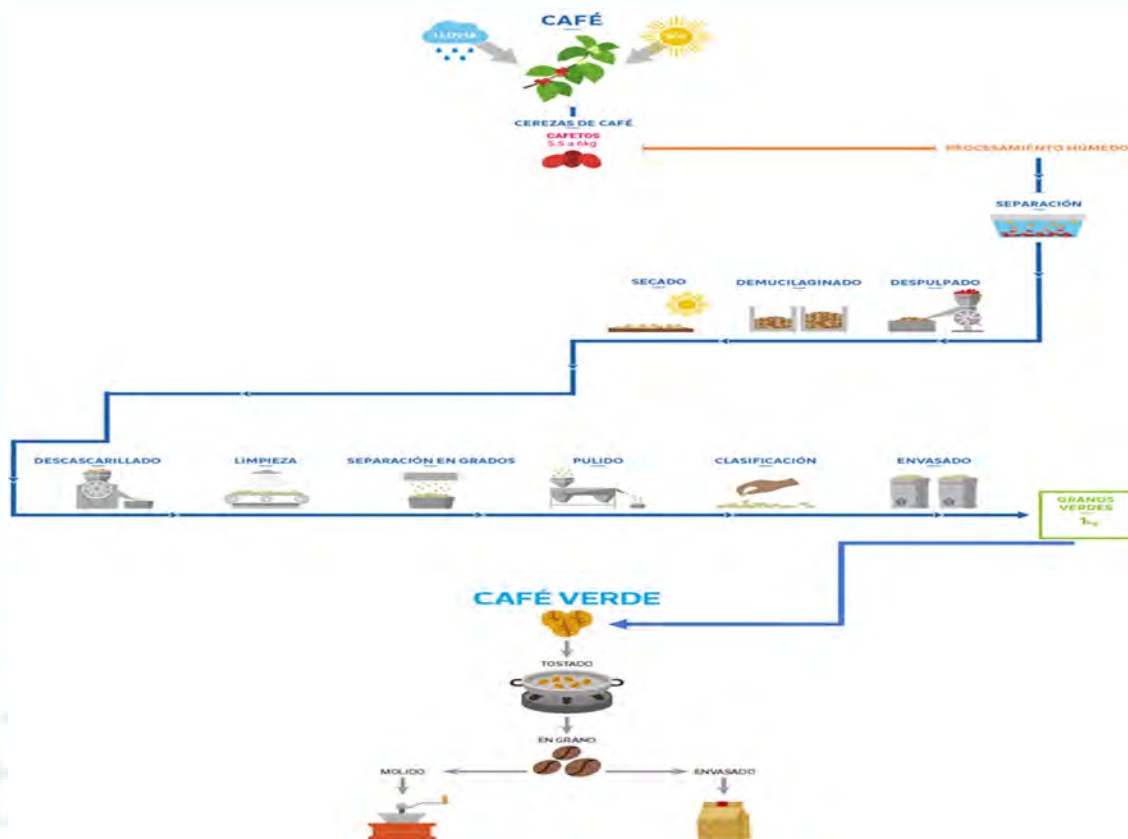 CAFÉ
LLUVIA
SOL
CEREZAS DE CAFÉ
CAFETOS
5.5 a 6kg
PROCESAMIENTO HÚMEDO
SEPARACIÓN
SECADO
DEMUCILAGINADO
DESPULPADO
DESCASCARILLADO
LIMPIEZA
SEPARACIÓN EN GRADOS
PULIDO
CLASIFICACIÓN
ENVASADO
GRANOS
VERDES
1kg
CAFÉ VERDE
TOSTADO
EN GRANO
MOLIDO
ENVASADO